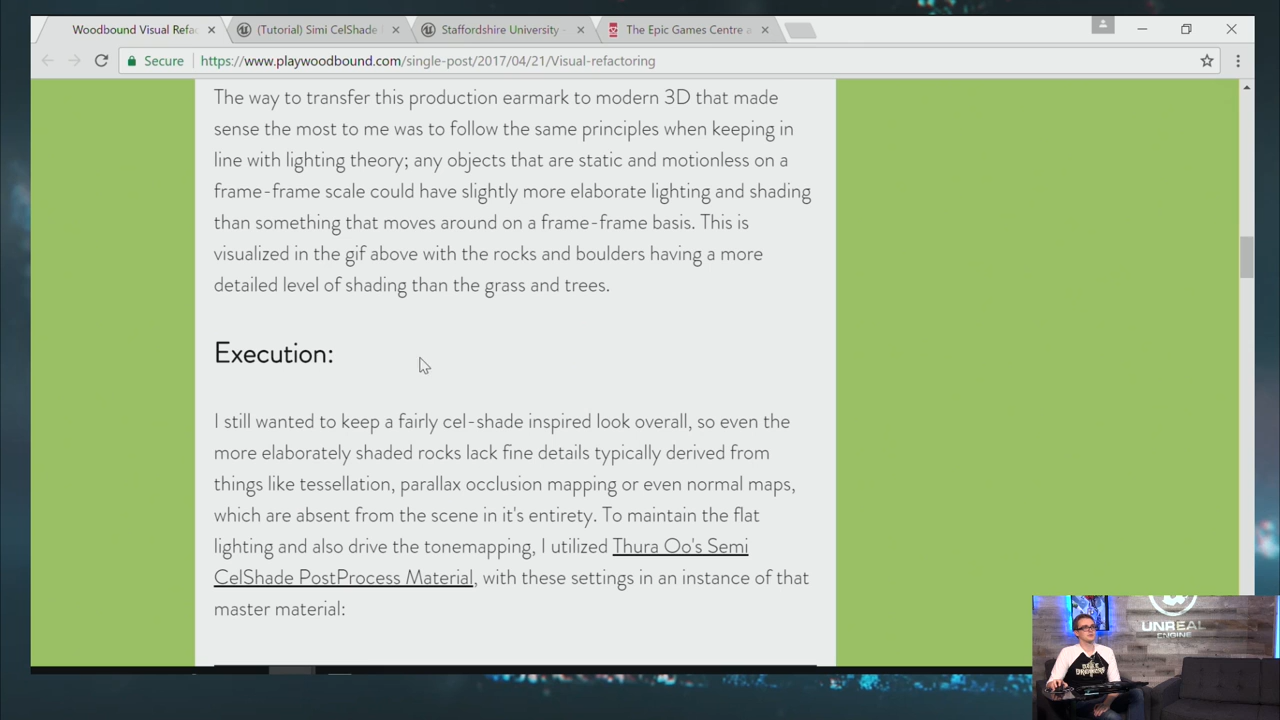 Woodbound Visual Refac
(Tutorial) Simi CelShade
Staffordshire University -
The Epic Games Centre a
Secure
https://www.playwoodbound.com/single-post/2017/04/21/Visual-refactoring
The way to transfer this production earmark to modern 3D that made
sense the most to me was to follow the same principles when keeping in
line with lighting theory; any objects that are static and motionless on a
frame-frame scale could have slightly more elaborate lighting and shading
than something that moves around on a frame-frame basis. This is
visualized in the gif above with the rocks and boulders having a more
detailed level of shading than the grass and trees.
Execution:
I still wanted to keep a fairly cel-shade inspired look overall, so even the
more elaborately shaded rocks lack fine details typically derived from
things like tessellation, parallax occlusion mapping or even normal maps,
which are absent from the scene in it's entirety. To maintain the flat
lighting and also drive the tonemapping, I utilized Thura Oo's Semi
CelShade PostProcess Material, with these settings in an instance of that
master material:
UNREAL
ENGINE